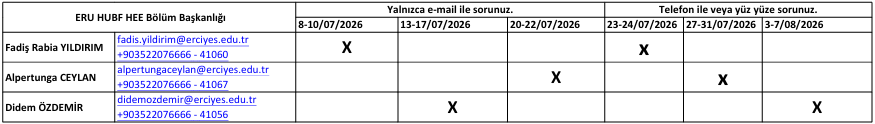 ERU HUBF HEE Bölüm Başkanlığı
Yalnızca e-mail ile sorunuz.
Telefon ile veya yüz yüze sorunuz.
8-10/07/2026
13-17/07/2026
20-22/07/2026
23-24/07/2026
27-31/07/2026
3-7/08/2026
Fadiş Rabia YILDIRIM
fadis.yildirim@erciyes.edu.tr
+903522076666 - 41060
X
X
Alpertunga CEYLAN
alpertungaceylan@erciyes.edu.tr
+903522076666 - 41067
X
X
Didem ÖZDEMİR
didemozdemir@erciyes.edu.tr
+903522076666 - 41056
X
X